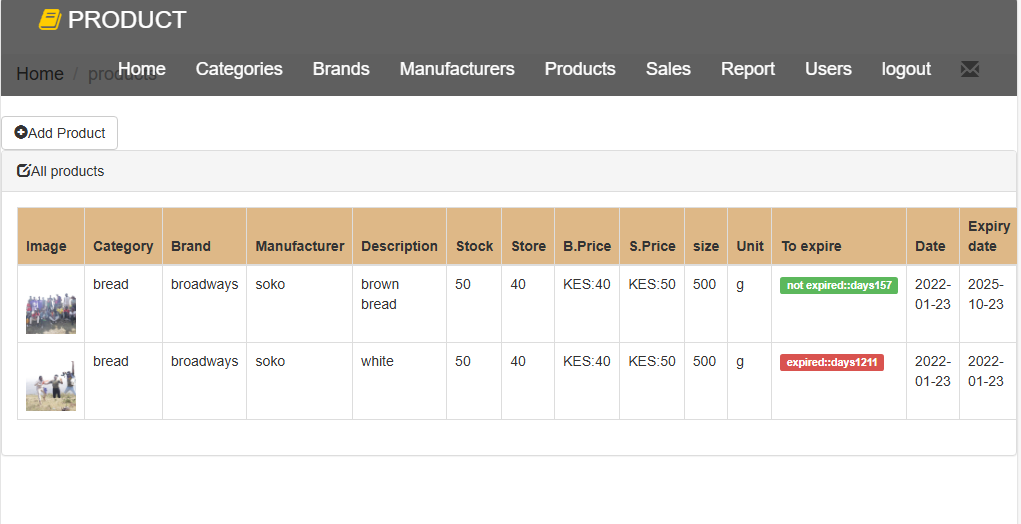 PRODUCT
Home / products
Home Categories Brands Manufacturers Products Sales Report Users logout
Add Product
All products
Image Category Brand Manufacturer Description Stock Store B.Price S.Price size Unit To expire Date Expiry date
bread broadways soko brown bread 50 40 KES:40 KES:50 500 g not expired::days157 2022-01-23 2025-10-23
bread broadways soko white 50 40 KES:40 KES:50 500 g expired::days1211 2022-01-23 2022-01-23